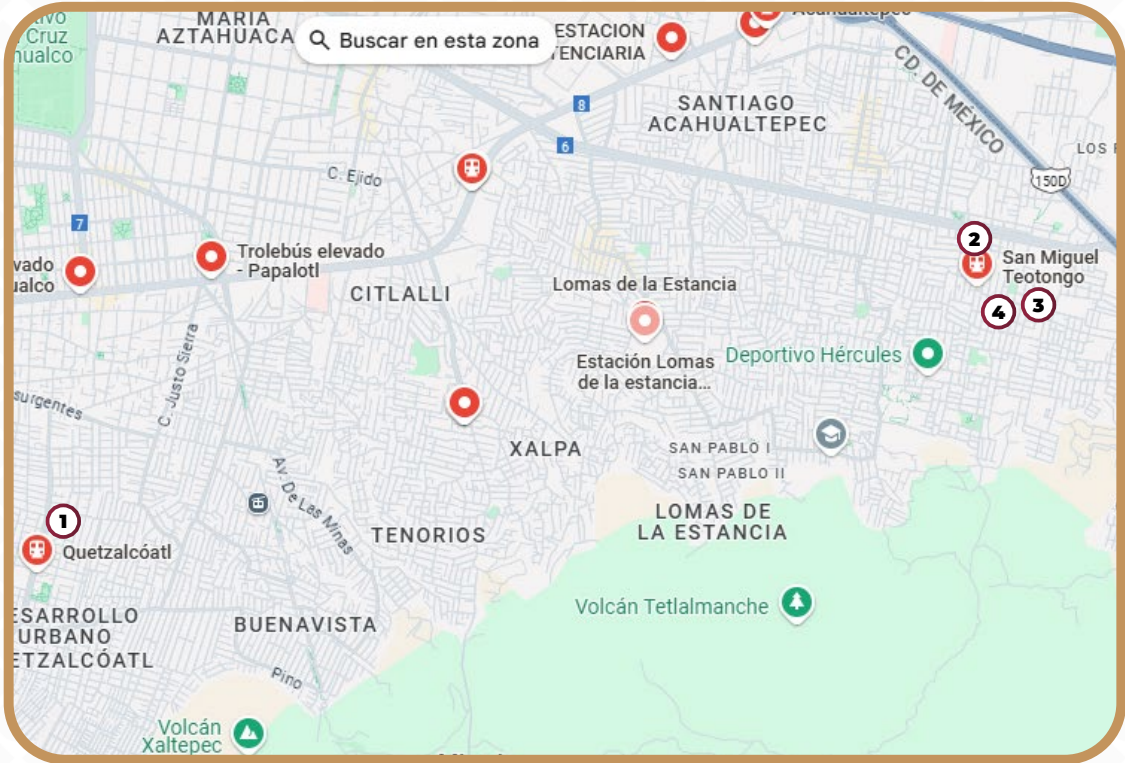 MARIA
AZTAHUACA
Cruz
Buscar en esta zona
ESTACION
TENCIARIA
8
SANTIAGO
ACAHUALTEPEC
CD. DE MÉXICO
6
C. Ejido
150D
7
2
San Miguel
Teotongo
Trolebús elevado
- Papalotl
CITLALLI
Lomas de la Estancia
4
3
Estación Lomas
de la estancia...
Deportivo Hércules
C. Justo Sierra
surgentes
XALPA
SAN PABLO I
SAN PABLO II
Av. De Las Minas
1
Quetzalcóatl
TENORIOS
LOMAS DE
LA ESTANCIA
Volcán Tetlalmanche
ESARROLLO
URBANO
ETZALCÓATL
BUENAVISTA
Pino
Volcán
Xaltepec